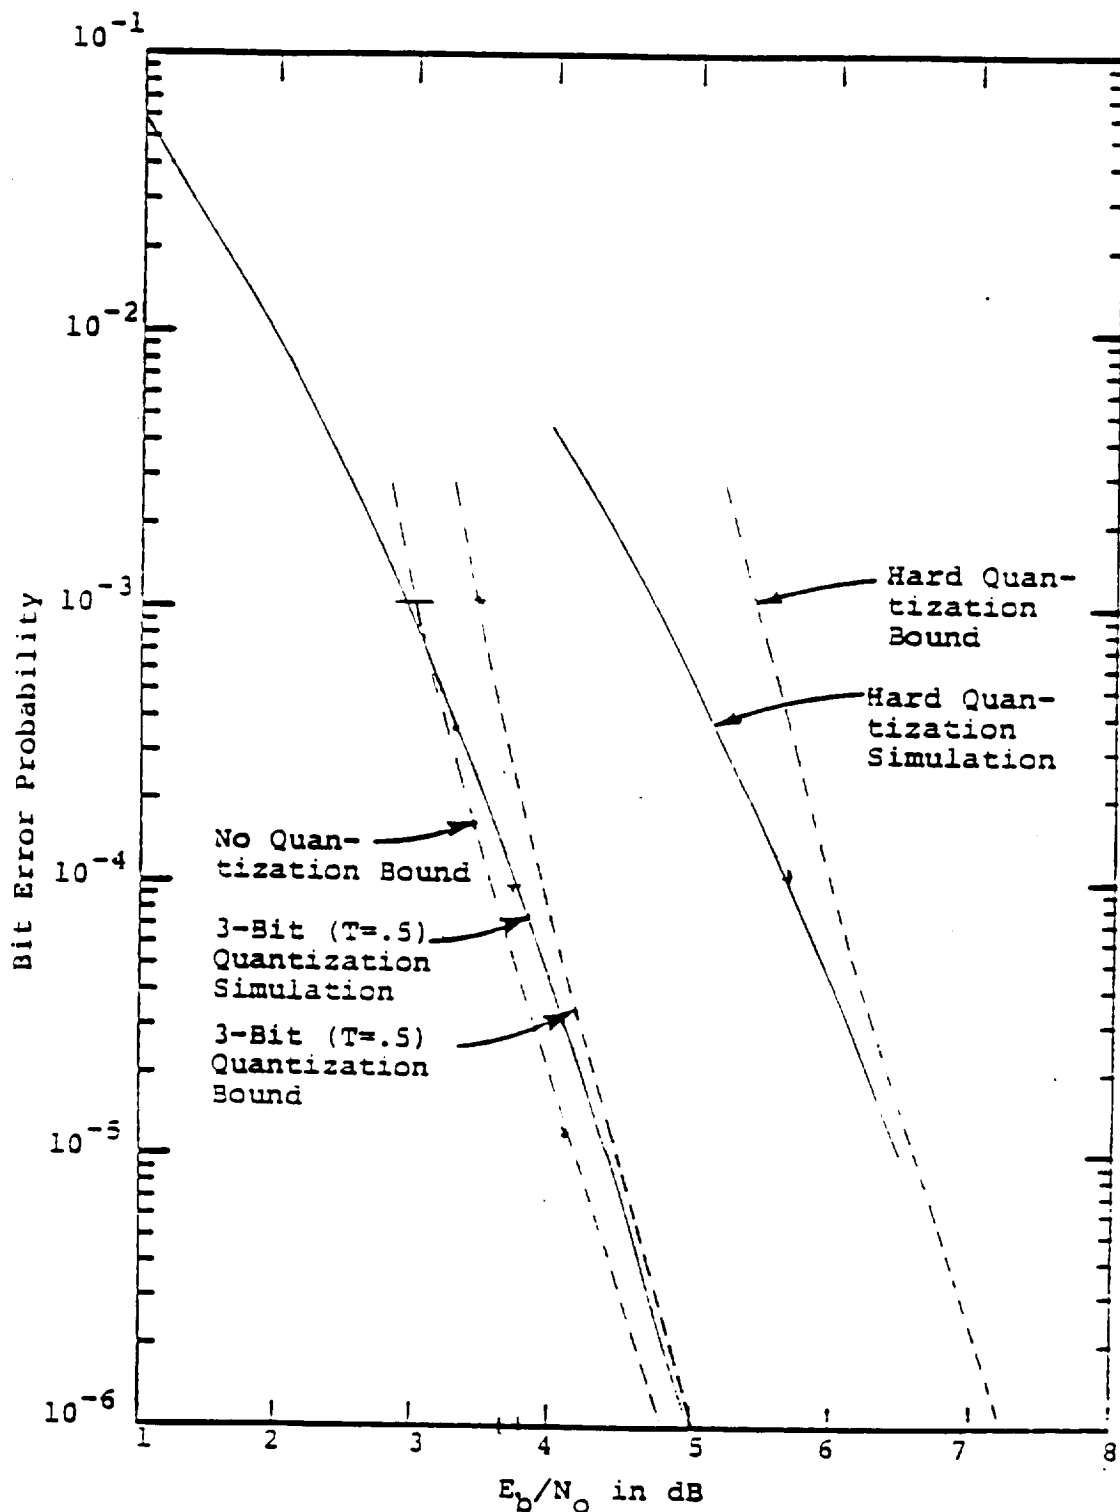 10^-1
10^-2
10^-3
10^-4
10^-5
10^-6
Bit Error Probability
Hard Quan-
tization
Bound
Hard Quan-
tization
Simulation
No Quan-
tization Bound
3-Bit (T=.5)
Quantization
Simulation
3-Bit (T=.5)
Quantization
Bound
1 2 3 4 5 6 7 8
E_b/N_o in dB